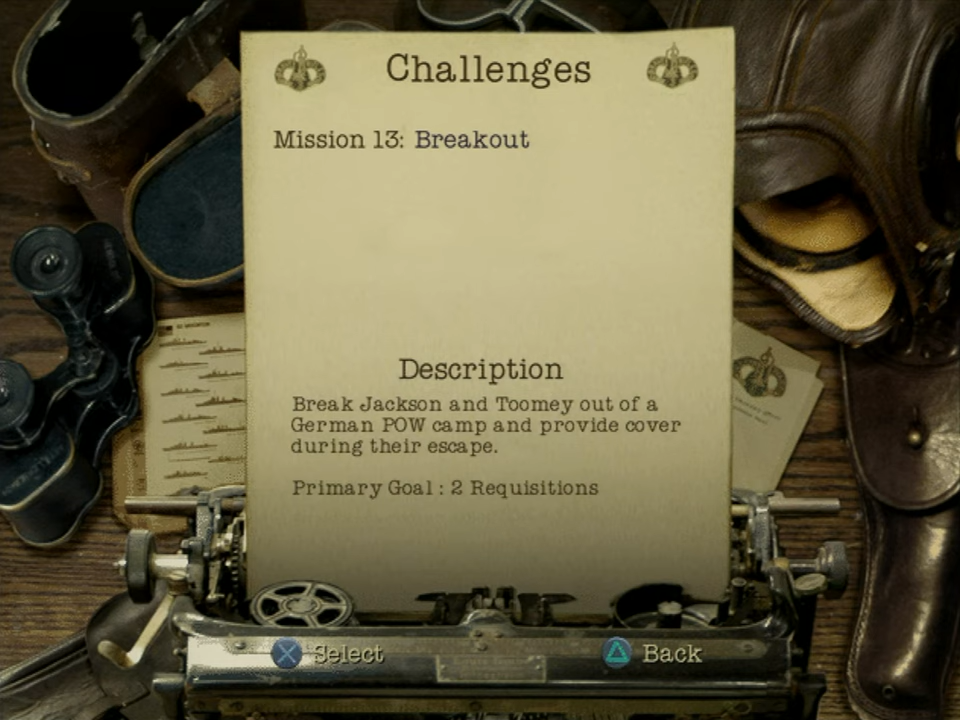 Challenges
Mission 13: Breakout
Description
Break Jackson and Toomey out of a
German POW camp and provide cover
during their escape.
Primary Goal : 2 Requisitions
Select
Back